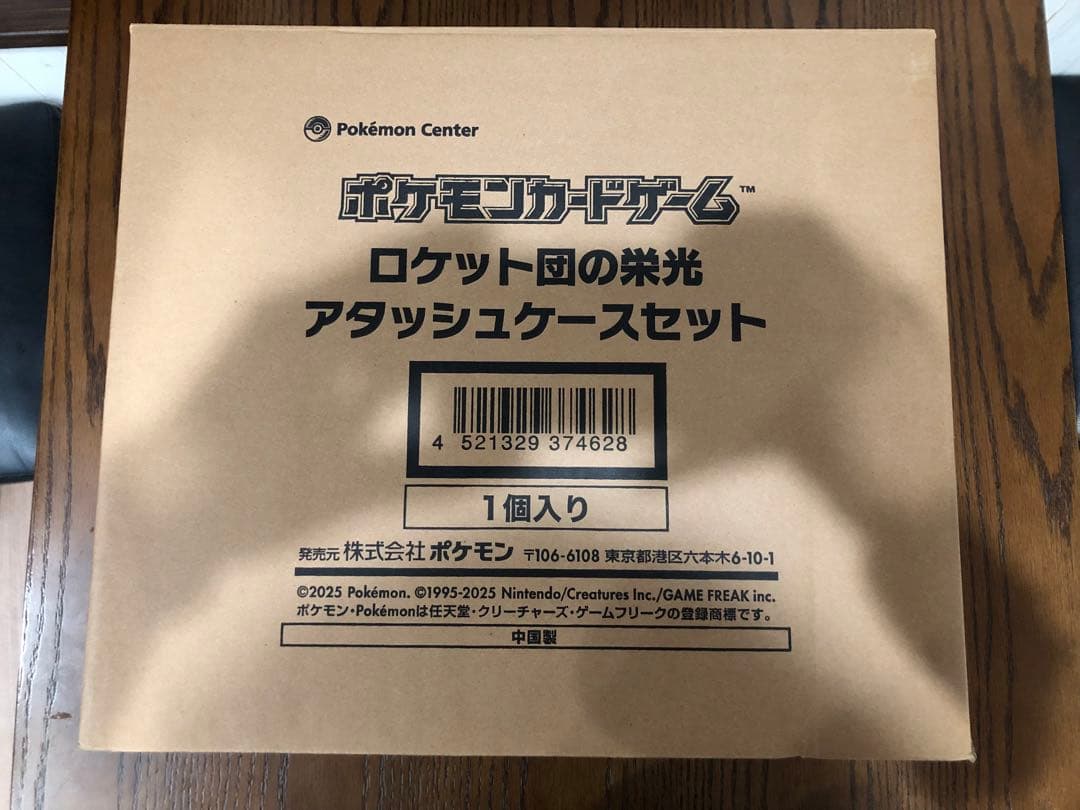 Pokémon Center
ポケモンカードゲーム™
ロケット団の栄光
アタッシュケースセット
4 521329 374628
1個入り
発売元 株式会社 ポケモン 〒106-6108 東京都港区六本木6-10-1
©2025 Pokémon. ©1995-2025 Nintendo/Creatures Inc./GAME FREAK inc.
ポケモン・Pokémonは任天堂・クリーチャーズ・ゲームフリークの登録商標です。
中国製